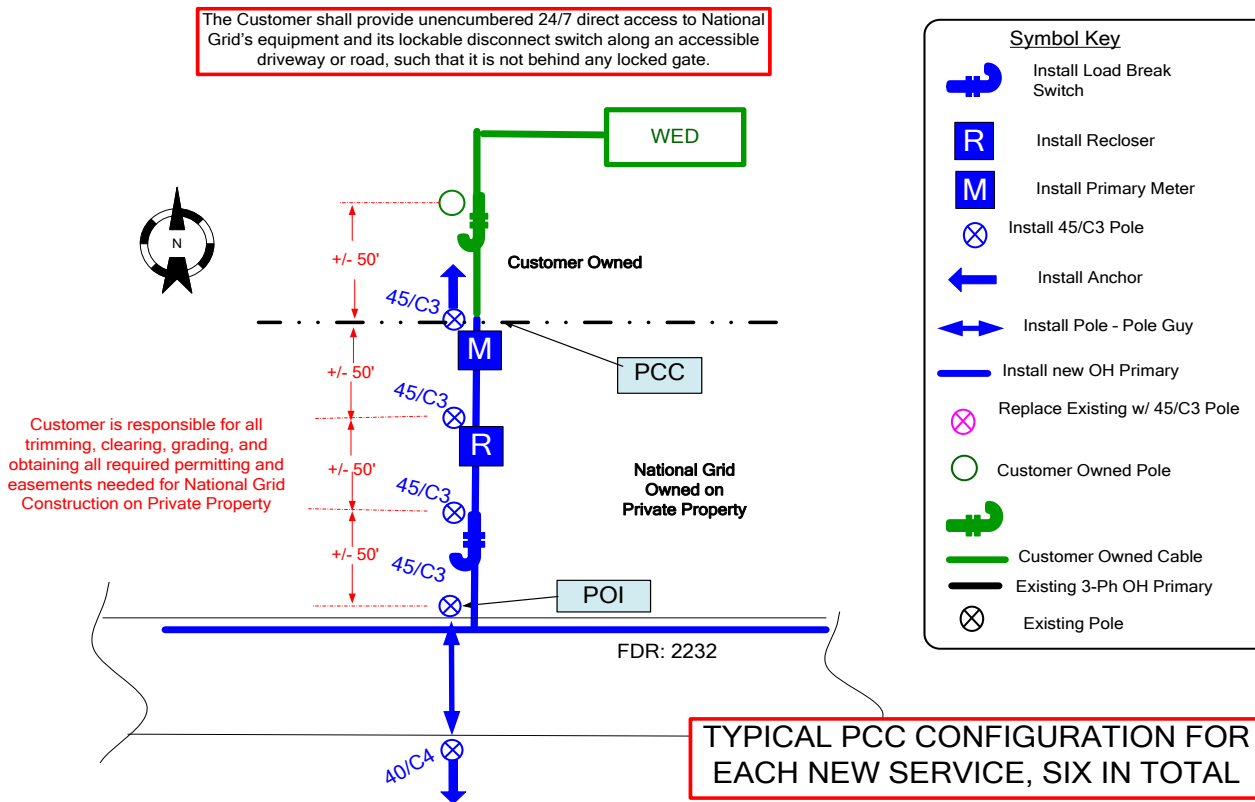 The Customer shall provide unencumbered 24/7 direct access to National
Grid's equipment and its lockable disconnect switch along an accessible
driveway or road, such that it is not behind any locked gate.
WED
N
+/- 50'
Customer Owned
45/C3
M
PCC
+/- 50'
45/C3
R
Customer is responsible for all
trimming, clearing, grading, and
obtaining all required permitting and
easements needed for National Grid
Construction on Private Property
+/- 50'
45/C3
National Grid
Owned on
Private Property
+/- 50'
45/C3
POI
FDR: 2232
40/C4
TYPICAL PCC CONFIGURATION FOR
EACH NEW SERVICE, SIX IN TOTAL
Symbol Key
Install Load Break
Switch
R
Install Recloser
M
Install Primary Meter
Install 45/C3 Pole
Install Anchor
Install Pole - Pole Guy
Install new OH Primary
Replace Existing w/ 45/C3 Pole
Customer Owned Pole
Customer Owned Cable
Existing 3-Ph OH Primary
Existing Pole